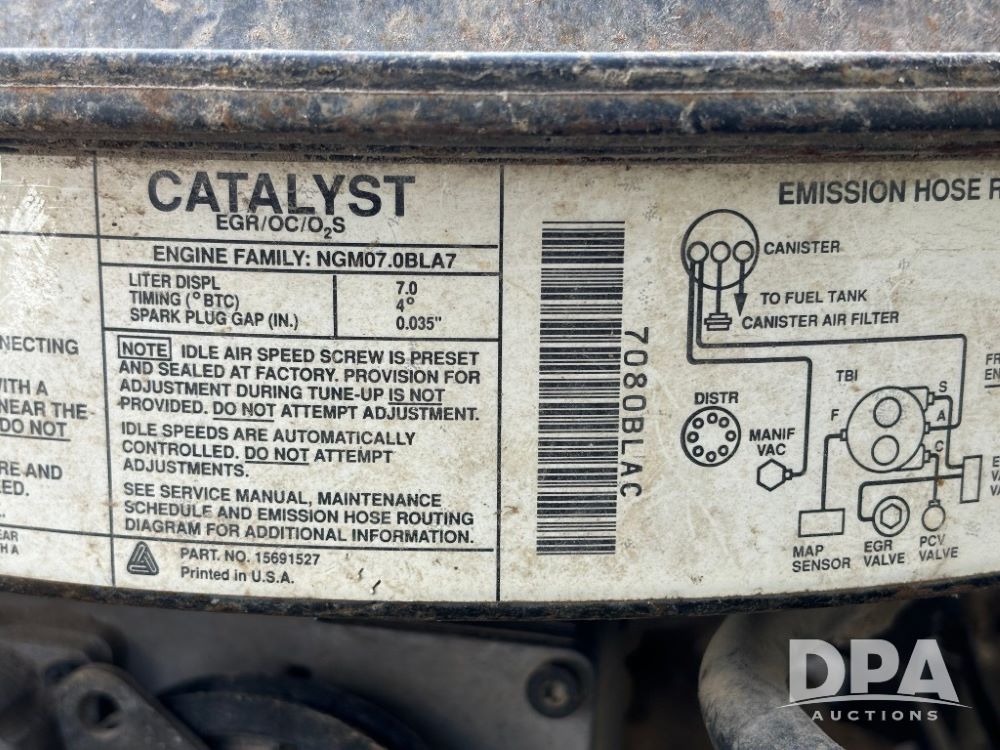 NECTING
WITH A
NEAR THE
DO NOT
RE AND
CATALYST
EGR/OC/O₂S
ENGINE FAMILY: NGM07.0BLA7
LITER DISPL 7.0
TIMING (°BTC) 4°
SPARK PLUG GAP (IN.) 0.035"
NOTE IDLE AIR SPEED SCREW IS PRESET
AND SEALED AT FACTORY. PROVISION FOR
ADJUSTMENT DURING TUNE-UP IS NOT
PROVIDED. DO NOT ATTEMPT ADJUSTMENT.
IDLE SPEEDS ARE AUTOMATICALLY
CONTROLLED. DO NOT ATTEMPT
ADJUSTMENTS.
SEE SERVICE MANUAL, MAINTENANCE
SCHEDULE AND EMISSION HOSE ROUTING
DIAGRAM FOR ADDITIONAL INFORMATION.
PART. NO. 15691527
Printed in U.S.A.
7080BLAC
EMISSION HOSE R
CANISTER
TO FUEL TANK
CANISTER AIR FILTER
TBI
DISTR
MANIF
VAC
F
S
A
C
FR
EN
MAP
SENSOR
EGR
VALVE
PCV
VALVE
DPA
AUCTIONS